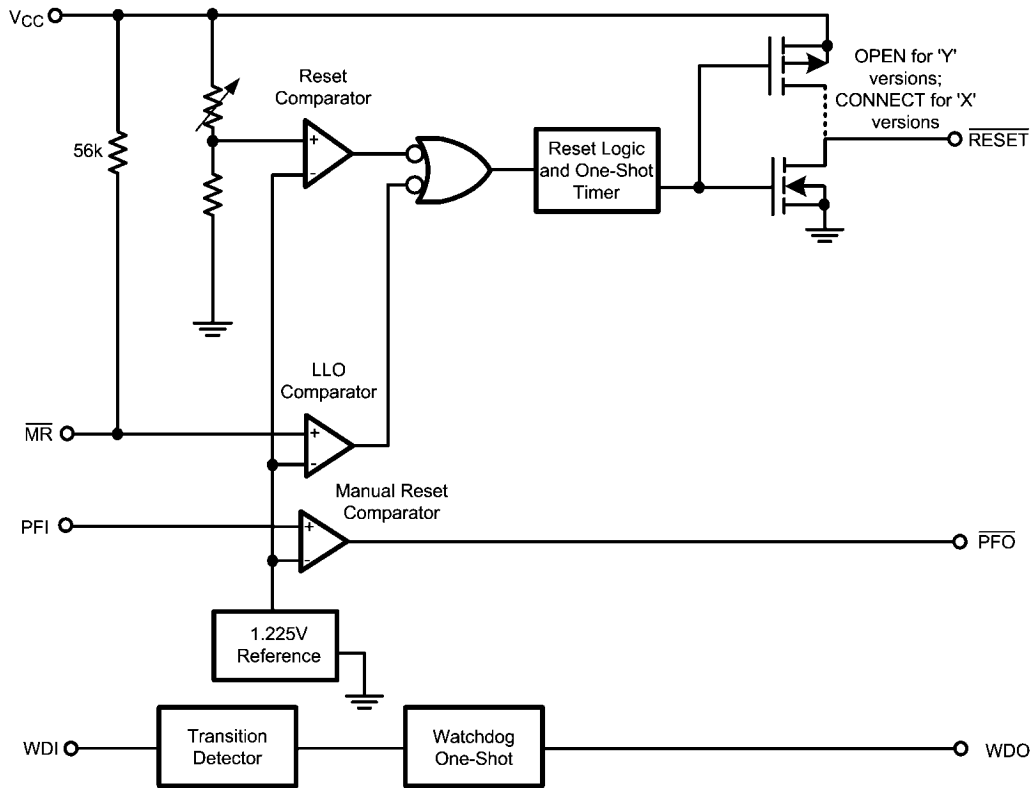 VCC
Reset
Comparator
OPEN for 'Y'
versions;
CONNECT for 'X'
versions
56k
+
-
Reset Logic
and One-Shot
Timer
RESET
LLO
Comparator
MR
+
-
Manual Reset
Comparator
PFI
+
-
PFO
1.225V
Reference
WDI
Transition
Detector
Watchdog
One-Shot
WDO